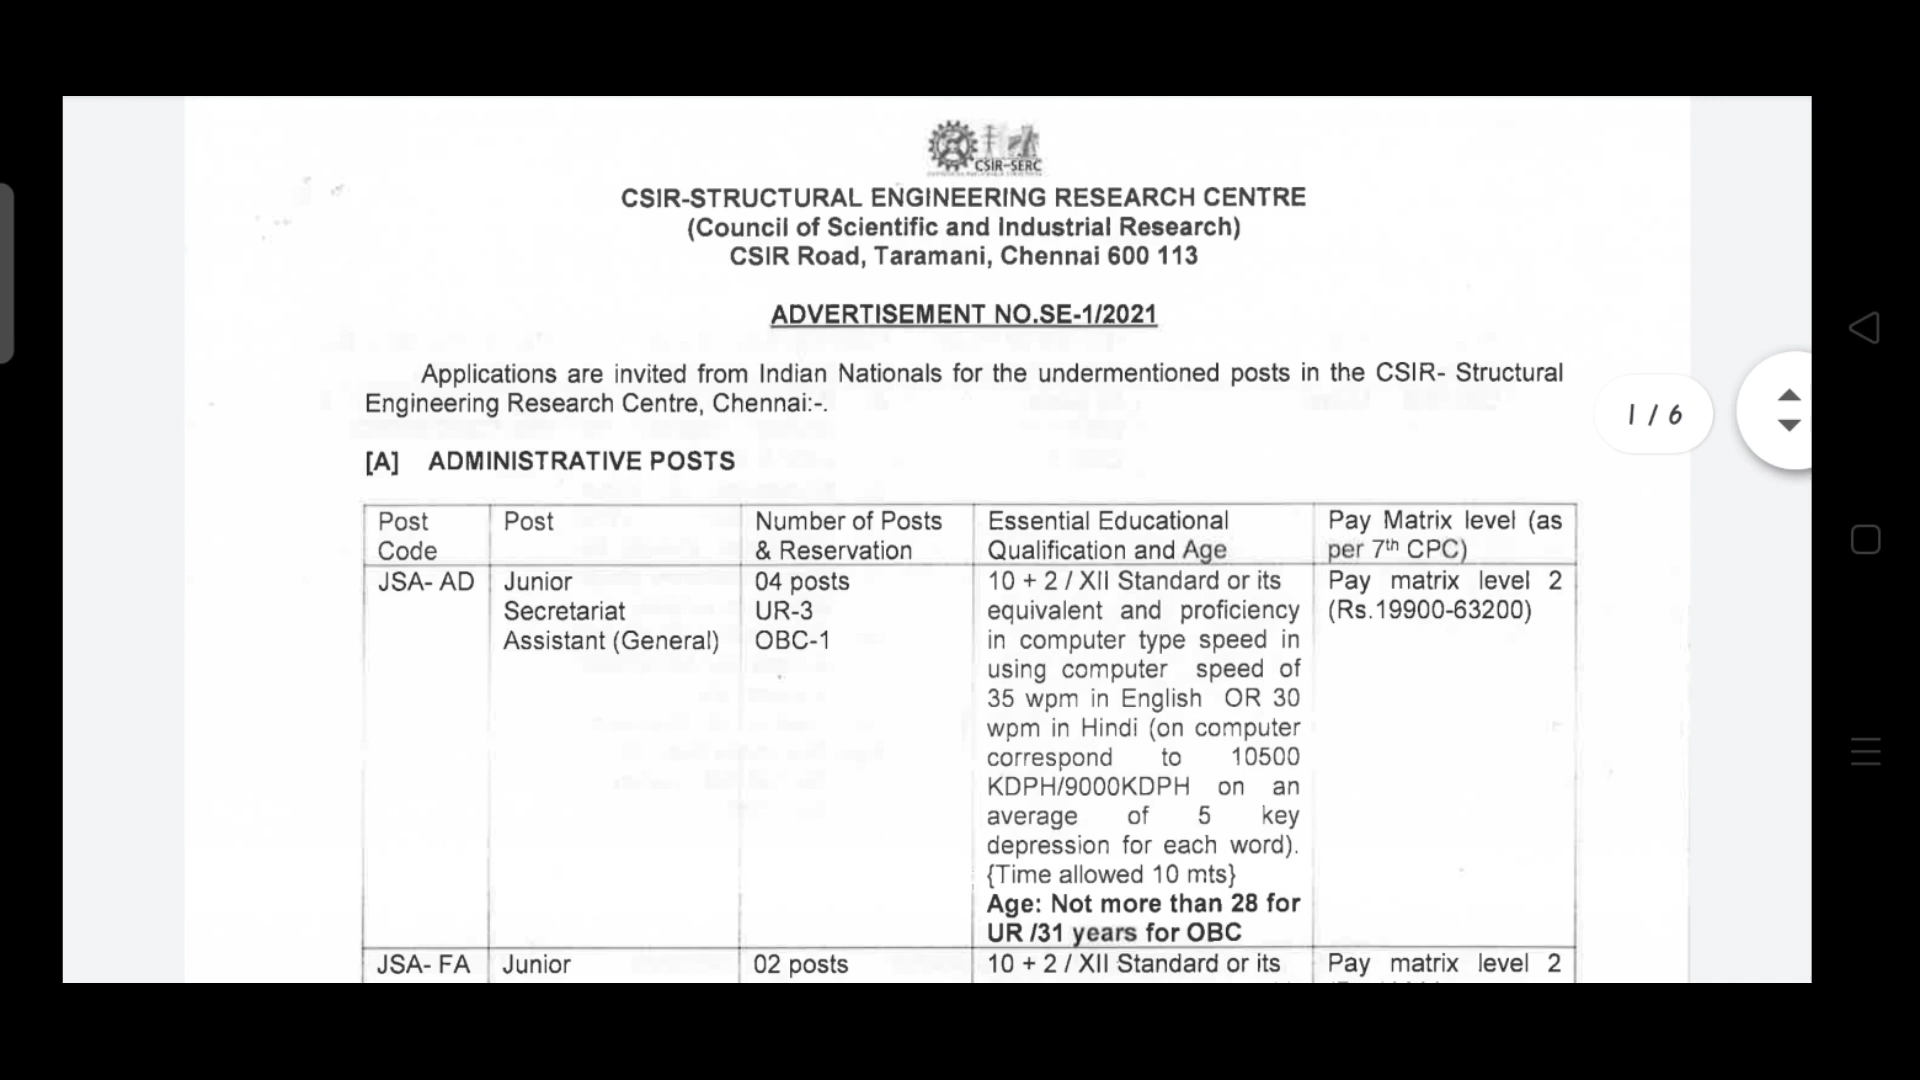 CSIR-SERC
CSIR-STRUCTURAL ENGINEERING RESEARCH CENTRE
(Council of Scientific and Industrial Research)
CSIR Road, Taramani, Chennai 600 113
ADVERTISEMENT NO.SE-1/2021
Applications are invited from Indian Nationals for the undermentioned posts in the CSIR- Structural
Engineering Research Centre, Chennai:-.
1 / 6
[A] ADMINISTRATIVE POSTS
Post
Code
Post
Number of Posts
& Reservation
Essential Educational
Qualification and Age
Pay Matrix level (as
per 7th CPC)
JSA- AD
Junior
Secretariat
Assistant (General)
04 posts
UR-3
OBC-1
10 + 2 / XII Standard or its
equivalent and proficiency
in computer type speed in
using computer speed of
35 wpm in English OR 30
wpm in Hindi (on computer
correspond to 10500
KDPH/9000KDPH on an
average of 5 key
depression for each word).
{Time allowed 10 mts}
Age: Not more than 28 for
UR /31 years for OBC
Pay matrix level 2
(Rs.19900-63200)
JSA- FA
Junior
02 posts
10 + 2 / XII Standard or its
Pay matrix level 2